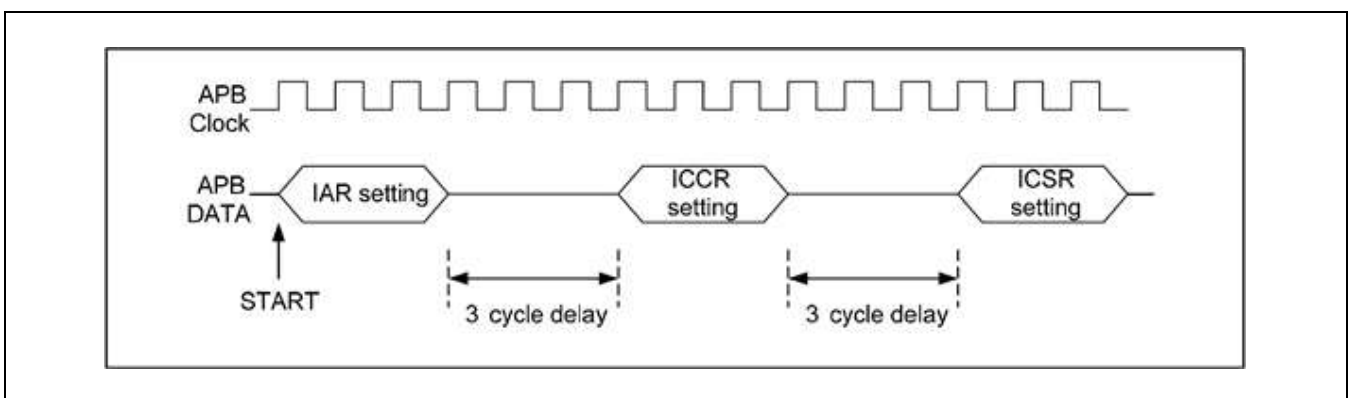 APB
Clock
APB
DATA
IAR setting
ICCR
setting
ICSR
setting
START
3 cycle delay
3 cycle delay